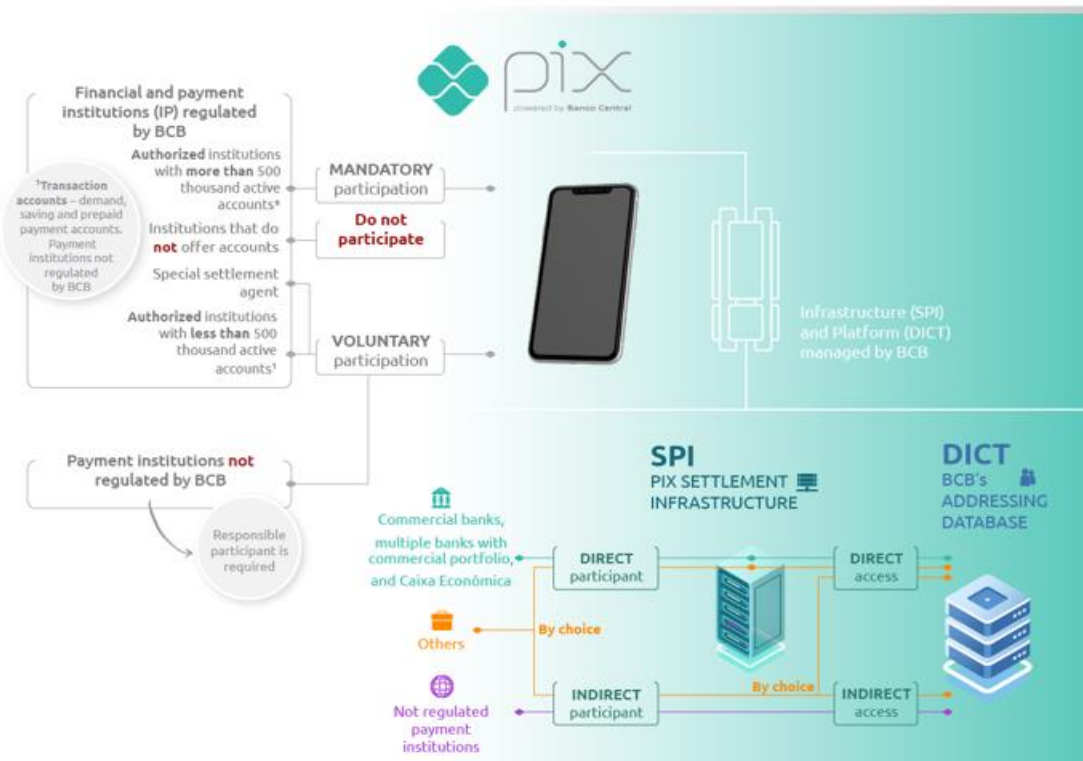 pix
powered by Banco Central
Financial and payment
institutions (IP) regulated
by BCB
Authorized institutions
with more than 500
thousand active
accounts*
MANDATORY
participation
¹Transaction
accounts – demand,
saving and prepaid
payment accounts.
Payment
institutions not
regulated
by BCB
Institutions that do
not offer accounts
Do not
participate
Special settlement
agent
Authorized institutions
with less than 500
thousand active
accounts¹
VOLUNTARY
participation
Infrastructure (SPI)
and Platform (DICT)
managed by BCB
Payment institutions not
regulated by BCB
Responsible
participant is
required
SPI
PIX SETTLEMENT
INFRASTRUCTURE
DICT
BCB's
ADDRESSING
DATABASE
Commercial banks,
multiple banks with
commercial portfolio,
and Caixa Econômica
DIRECT
participant
DIRECT
access
Others
By choice
By choice
Not regulated
payment
institutions
INDIRECT
participant
INDIRECT
access